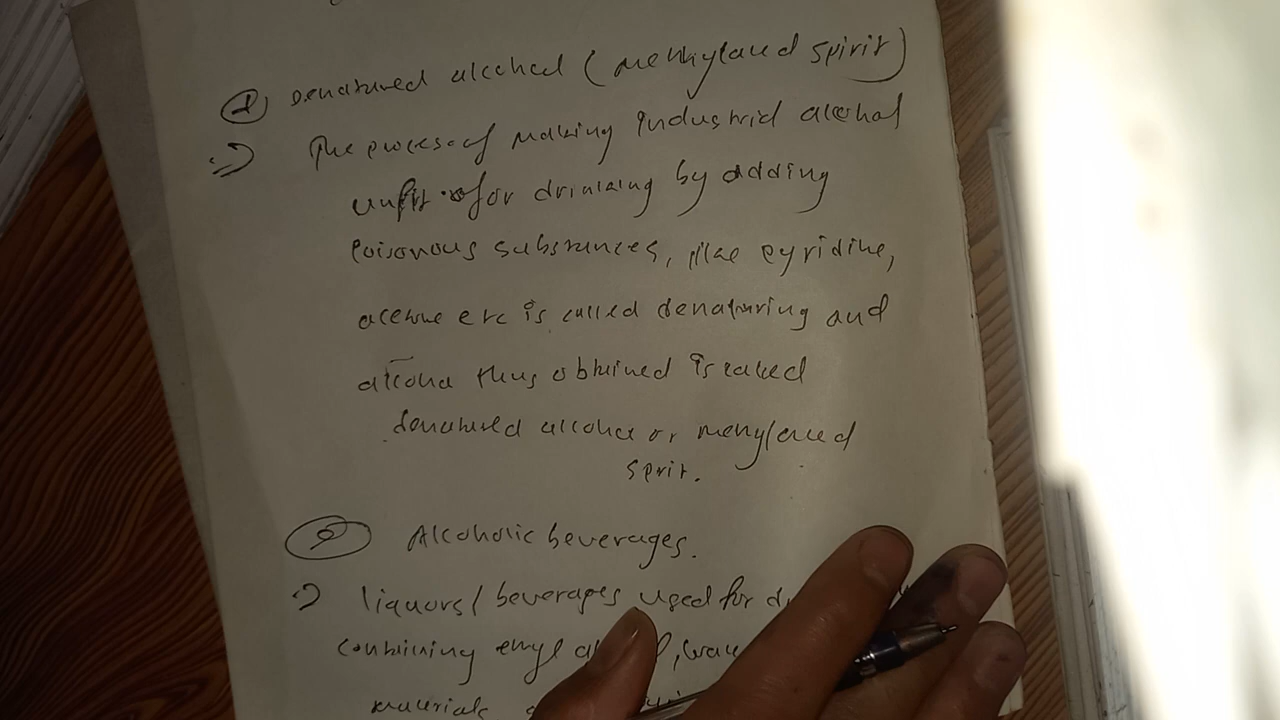 ④ Denatured alcohol (methylated spirit)
⇒ The process of making industrial alcohol
unfit for drinking by adding
poisonous substances, like pyridine,
acetone etc is called denaturing and
alcohol thus obtained is called
denatured alcohol or methylated
spirit.
Alcoholic beverages.
liquors/beverages used for
containing ethyl
materials